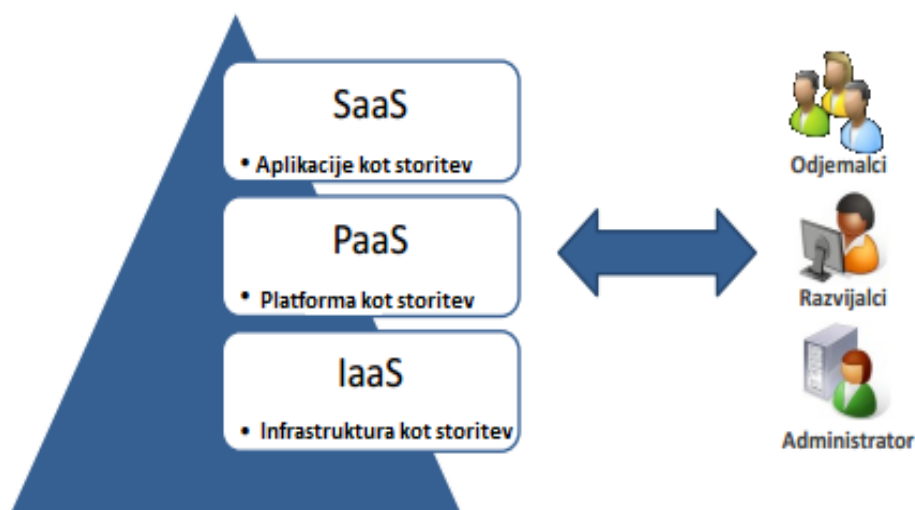 SaaS
• Aplikacije kot storitev
PaaS
• Platforma kot storitev
IaaS
• Infrastruktura kot storitev
Odjemalci
Razvijalci
Administrator